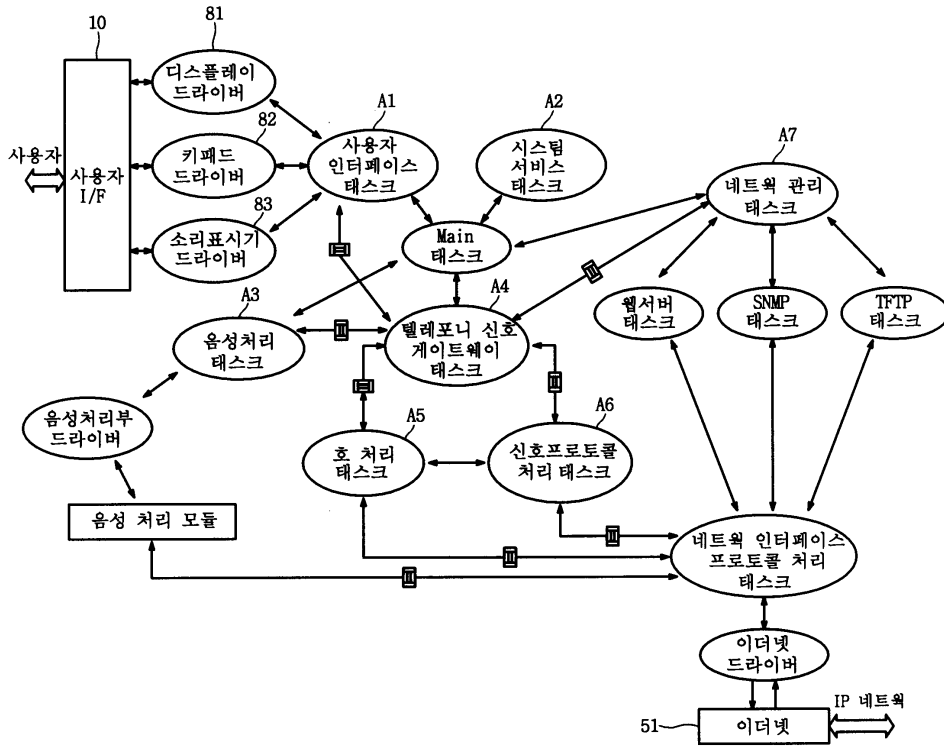 10
81
디스플레이
드라이버
A1
A2
82
사용자
인터페이스
태스크
시스템
서비스
태스크
A7
사용자
사용자
I/F
키패드
드라이버
네트웍 관리
태스크
83
소리표시기
드라이버
Main
태스크
A3
A4
웹서버
태스크
SNMP
태스크
TFTP
태스크
음성처리
태스크
텔레포니 신호
게이트웨이
태스크
음성처리부
드라이버
A5
A6
호 처리
태스크
신호프로토콜
처리 태스크
음성 처리 모듈
네트웍 인터페이스
프로토콜 처리
태스크
이더넷
드라이버
IP 네트웍
51
이더넷